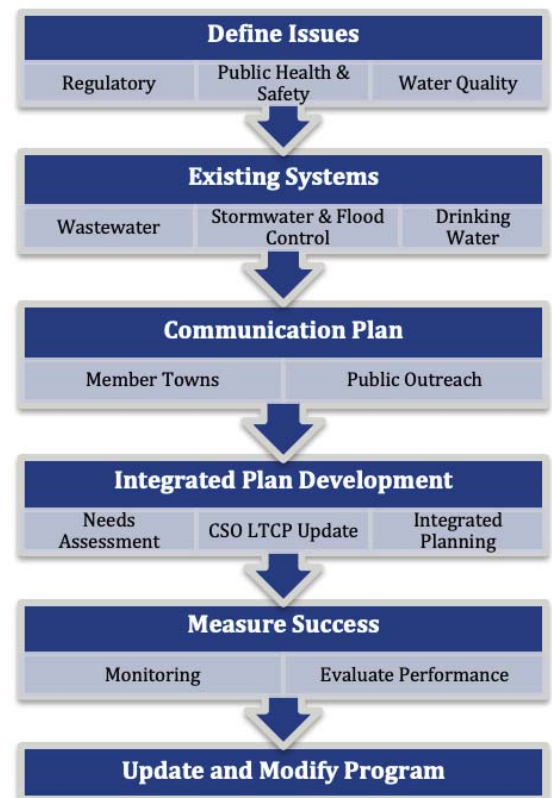 Define Issues
Regulatory
Public Health &
Safety
Water Quality
Existing Systems
Wastewater
Stormwater & Flood
Control
Drinking
Water
Communication Plan
Member Towns
Public Outreach
Integrated Plan Development
Needs
Assessment
CSO LTCP Update
Integrated
Planning
Measure Success
Monitoring
Evaluate Performance
Update and Modify Program